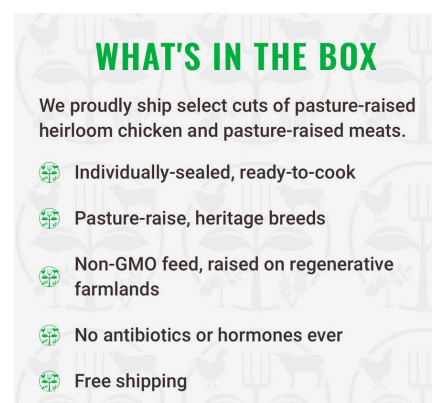 WHAT'S IN THE BOX
We proudly ship select cuts of pasture-raised
heirloom chicken and pasture-raised meats.
Individually-sealed, ready-to-cook
Pasture-raise, heritage breeds
Non-GMO feed, raised on regenerative
farmlands
No antibiotics or hormones ever
Free shipping